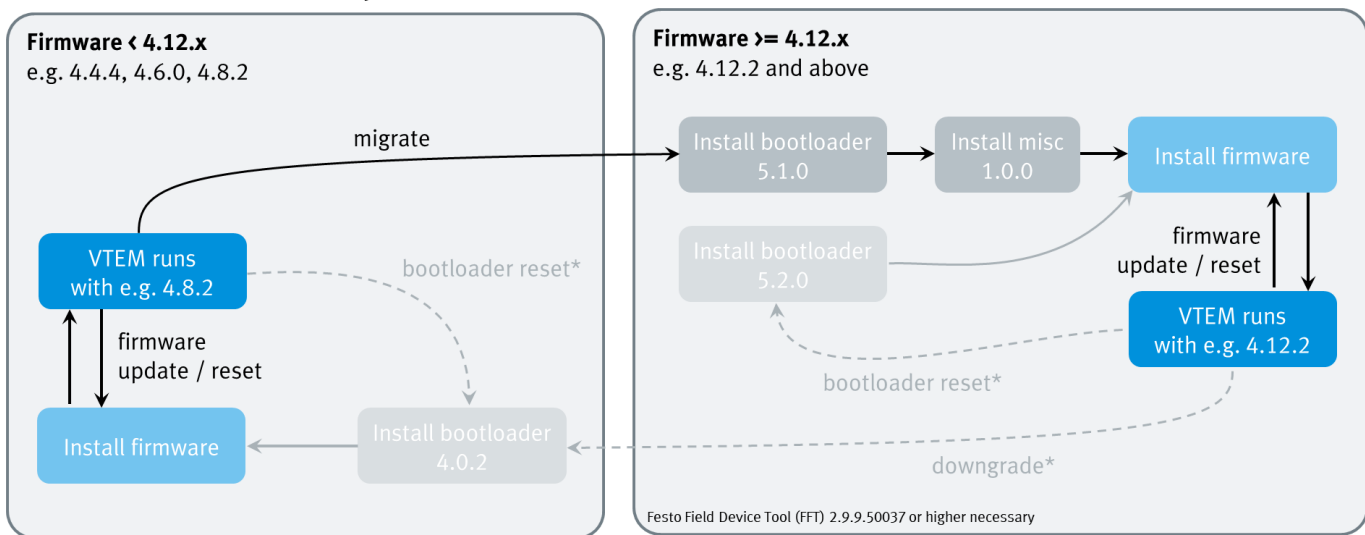 Firmware < 4.12.x
e.g. 4.4.4, 4.6.0, 4.8.2
migrate
VTEM runs
with e.g. 4.8.2
bootloader reset*
firmware
update / reset
Install firmware
Install bootloader
4.0.2
Firmware >= 4.12.x
e.g. 4.12.2 and above
Install bootloader
5.1.0
Install misc
1.0.0
Install firmware
Install bootloader
5.2.0
firmware
update / reset
VTEM runs
with e.g. 4.12.2
bootloader reset*
downgrade*
Festo Field Device Tool (FFT) 2.9.9.50037 or higher necessary